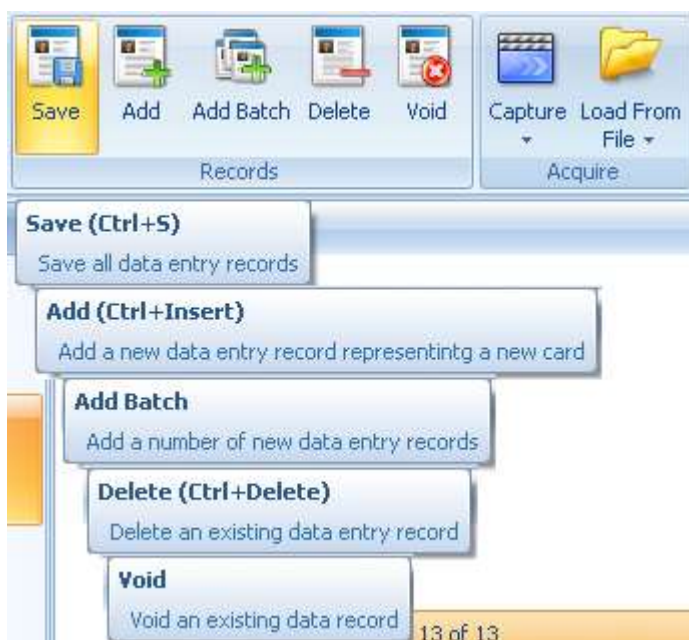 Save Add Add Batch Delete Void Capture Load From
File
Records Acquire
Save (Ctrl+S)
Save all data entry records
Add (Ctrl+Insert)
Add a new data entry record representintg a new card
Add Batch
Add a number of new data entry records
Delete (Ctrl+Delete)
Delete an existing data entry record
Void
Void an existing data record
13 of 13